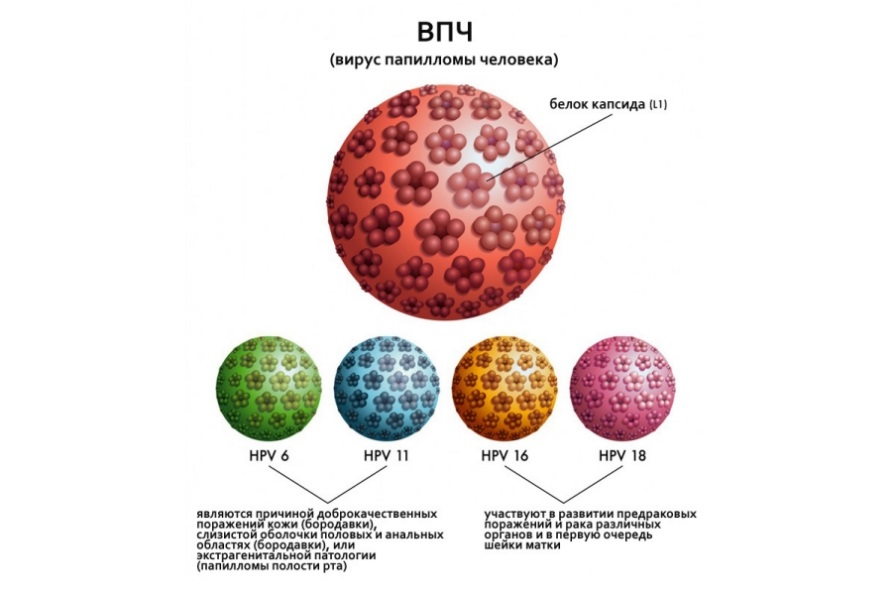 ВПЧ
(вирус папилломы человека)
белок капсида (L1)
HPV 6
HPV 11
HPV 16
HPV 18
являются причиной доброкачественных
поражений кожи (бородавки),
слизистой оболочки половых и анальных
областях (бородавки), или
экстрагенитальной патологии
(папилломы полости рта)
участвуют в развитии предраковых
поражений и рака различных
органов и в первую очередь
шейки матки